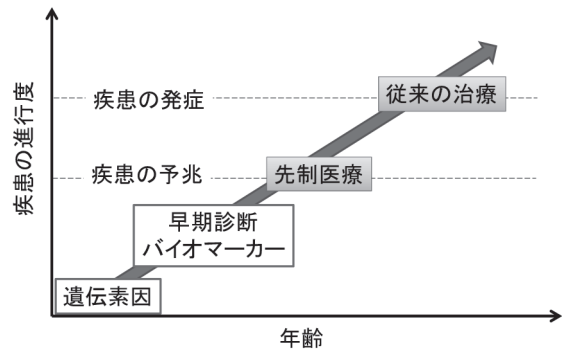 疾患の進行度
疾患の発症
従来の治療
疾患の予兆
先制医療
早期診断
バイオマーカー
遺伝素因
年齢